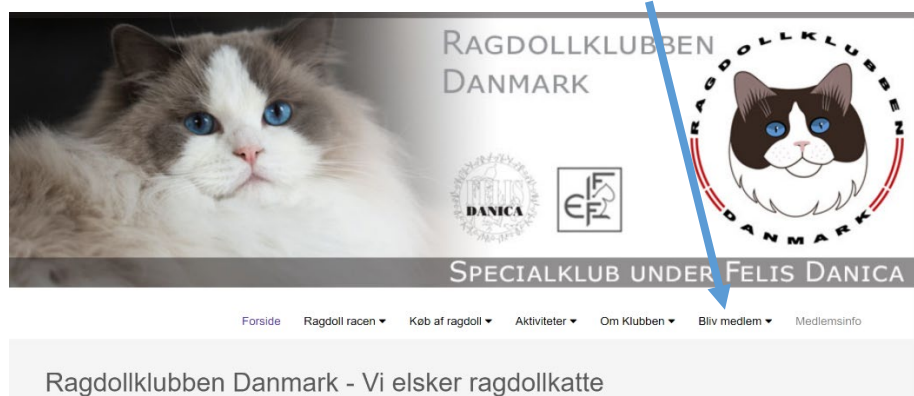 RAGDOLLKLUBBEN
DANMARK
RAGDOLLKLUBBEN
DANMARK
FELIS
DANICA
FIFe
SPECIALKLUB UNDER FELIS DANICA
Forside Ragdoll racen Køb af ragdoll Aktiviteter Om Klubben Bliv medlem Medlemsinfo
Ragdollklubben Danmark - Vi elsker ragdollkatte